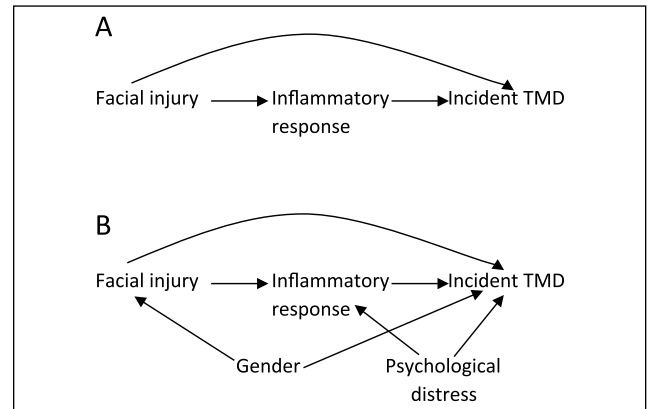 A
Facial injury Inflammatory Incident TMD
response
B
Facial injury Inflammatory Incident TMD
response
Gender Psychological
distress